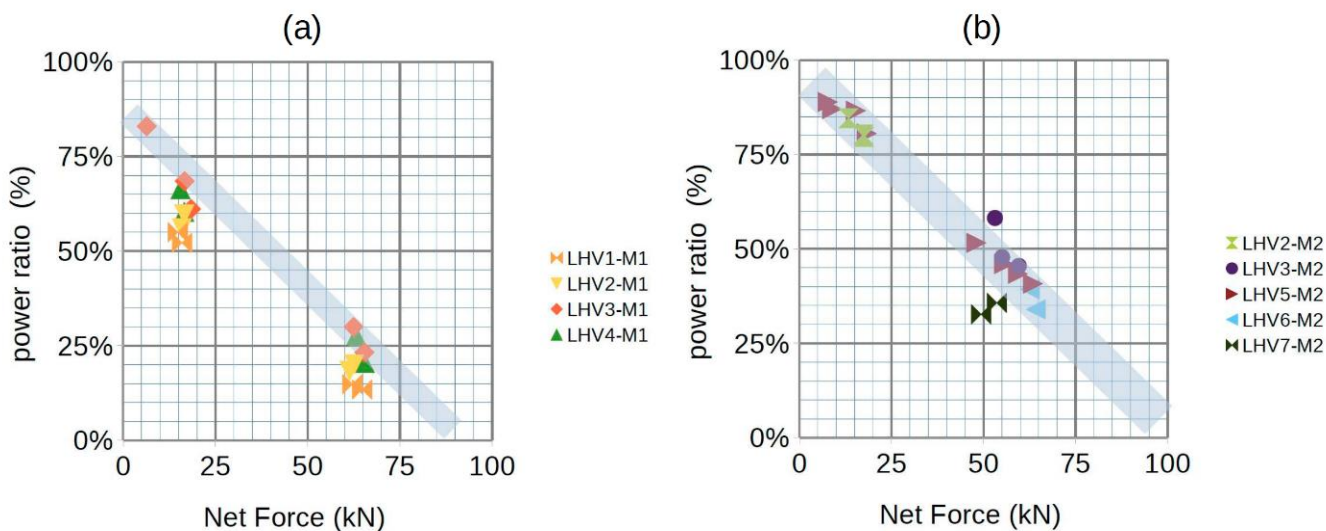 (a)
100%
75%
50%
25%
0%
0 25 50 75 100
power ratio (%)
Net Force (kN)
LHV1-M1
LHV2-M1
LHV3-M1
LHV4-M1
(b)
100%
75%
50%
25%
0%
0 25 50 75 100
power ratio (%)
Net Force (kN)
LHV2-M2
LHV3-M2
LHV5-M2
LHV6-M2
LHV7-M2